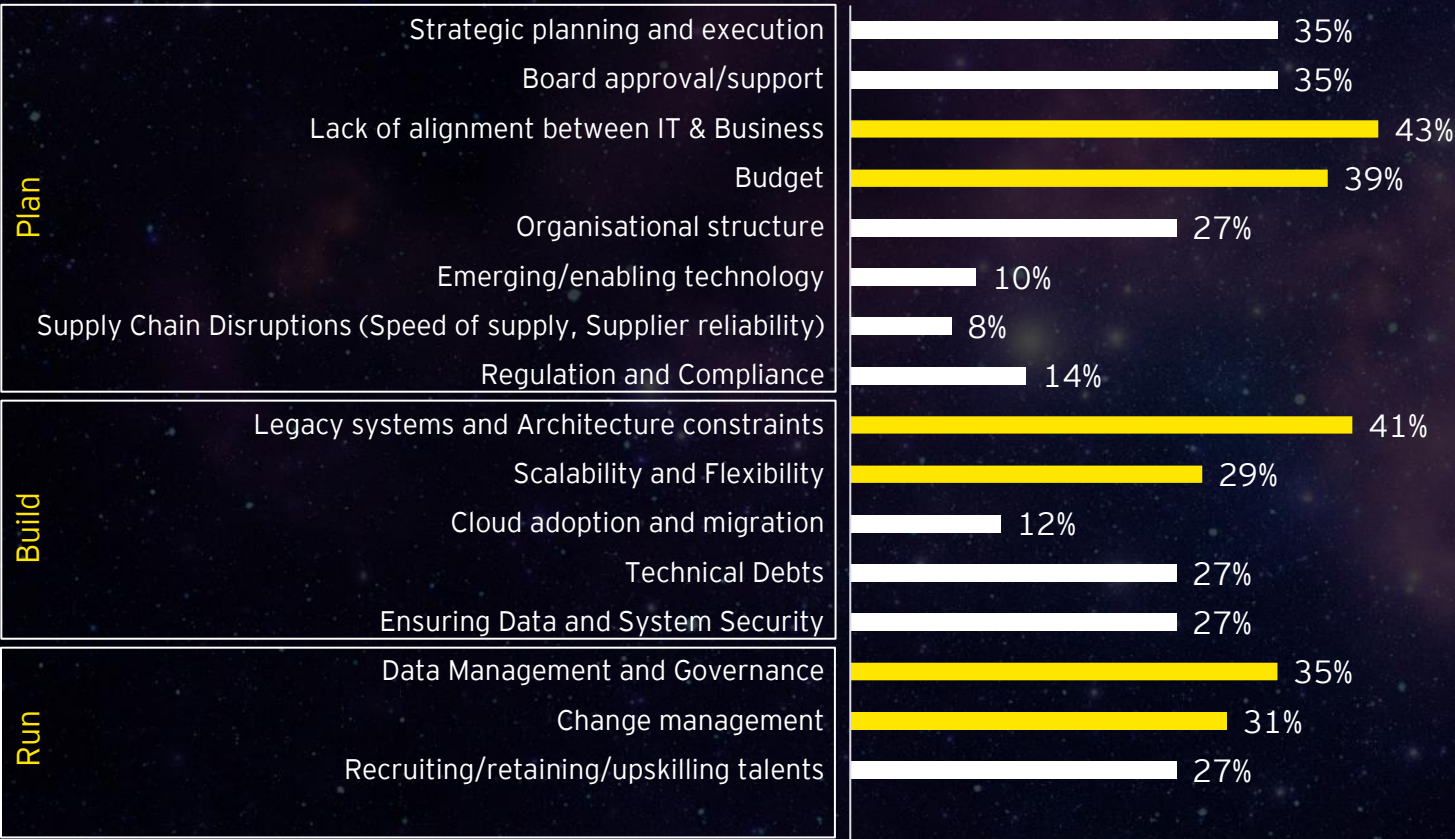 Plan
Strategic planning and execution 35%
Board approval/support 35%
Lack of alignment between IT & Business 43%
Budget 39%
Organisational structure 27%
Emerging/enabling technology 10%
Supply Chain Disruptions (Speed of supply, Supplier reliability) 8%
Regulation and Compliance 14%
Build
Legacy systems and Architecture constraints 41%
Scalability and Flexibility 29%
Cloud adoption and migration 12%
Technical Debts 27%
Ensuring Data and System Security 27%
Run
Data Management and Governance 35%
Change management 31%
Recruiting/retaining/upskilling talents 27%